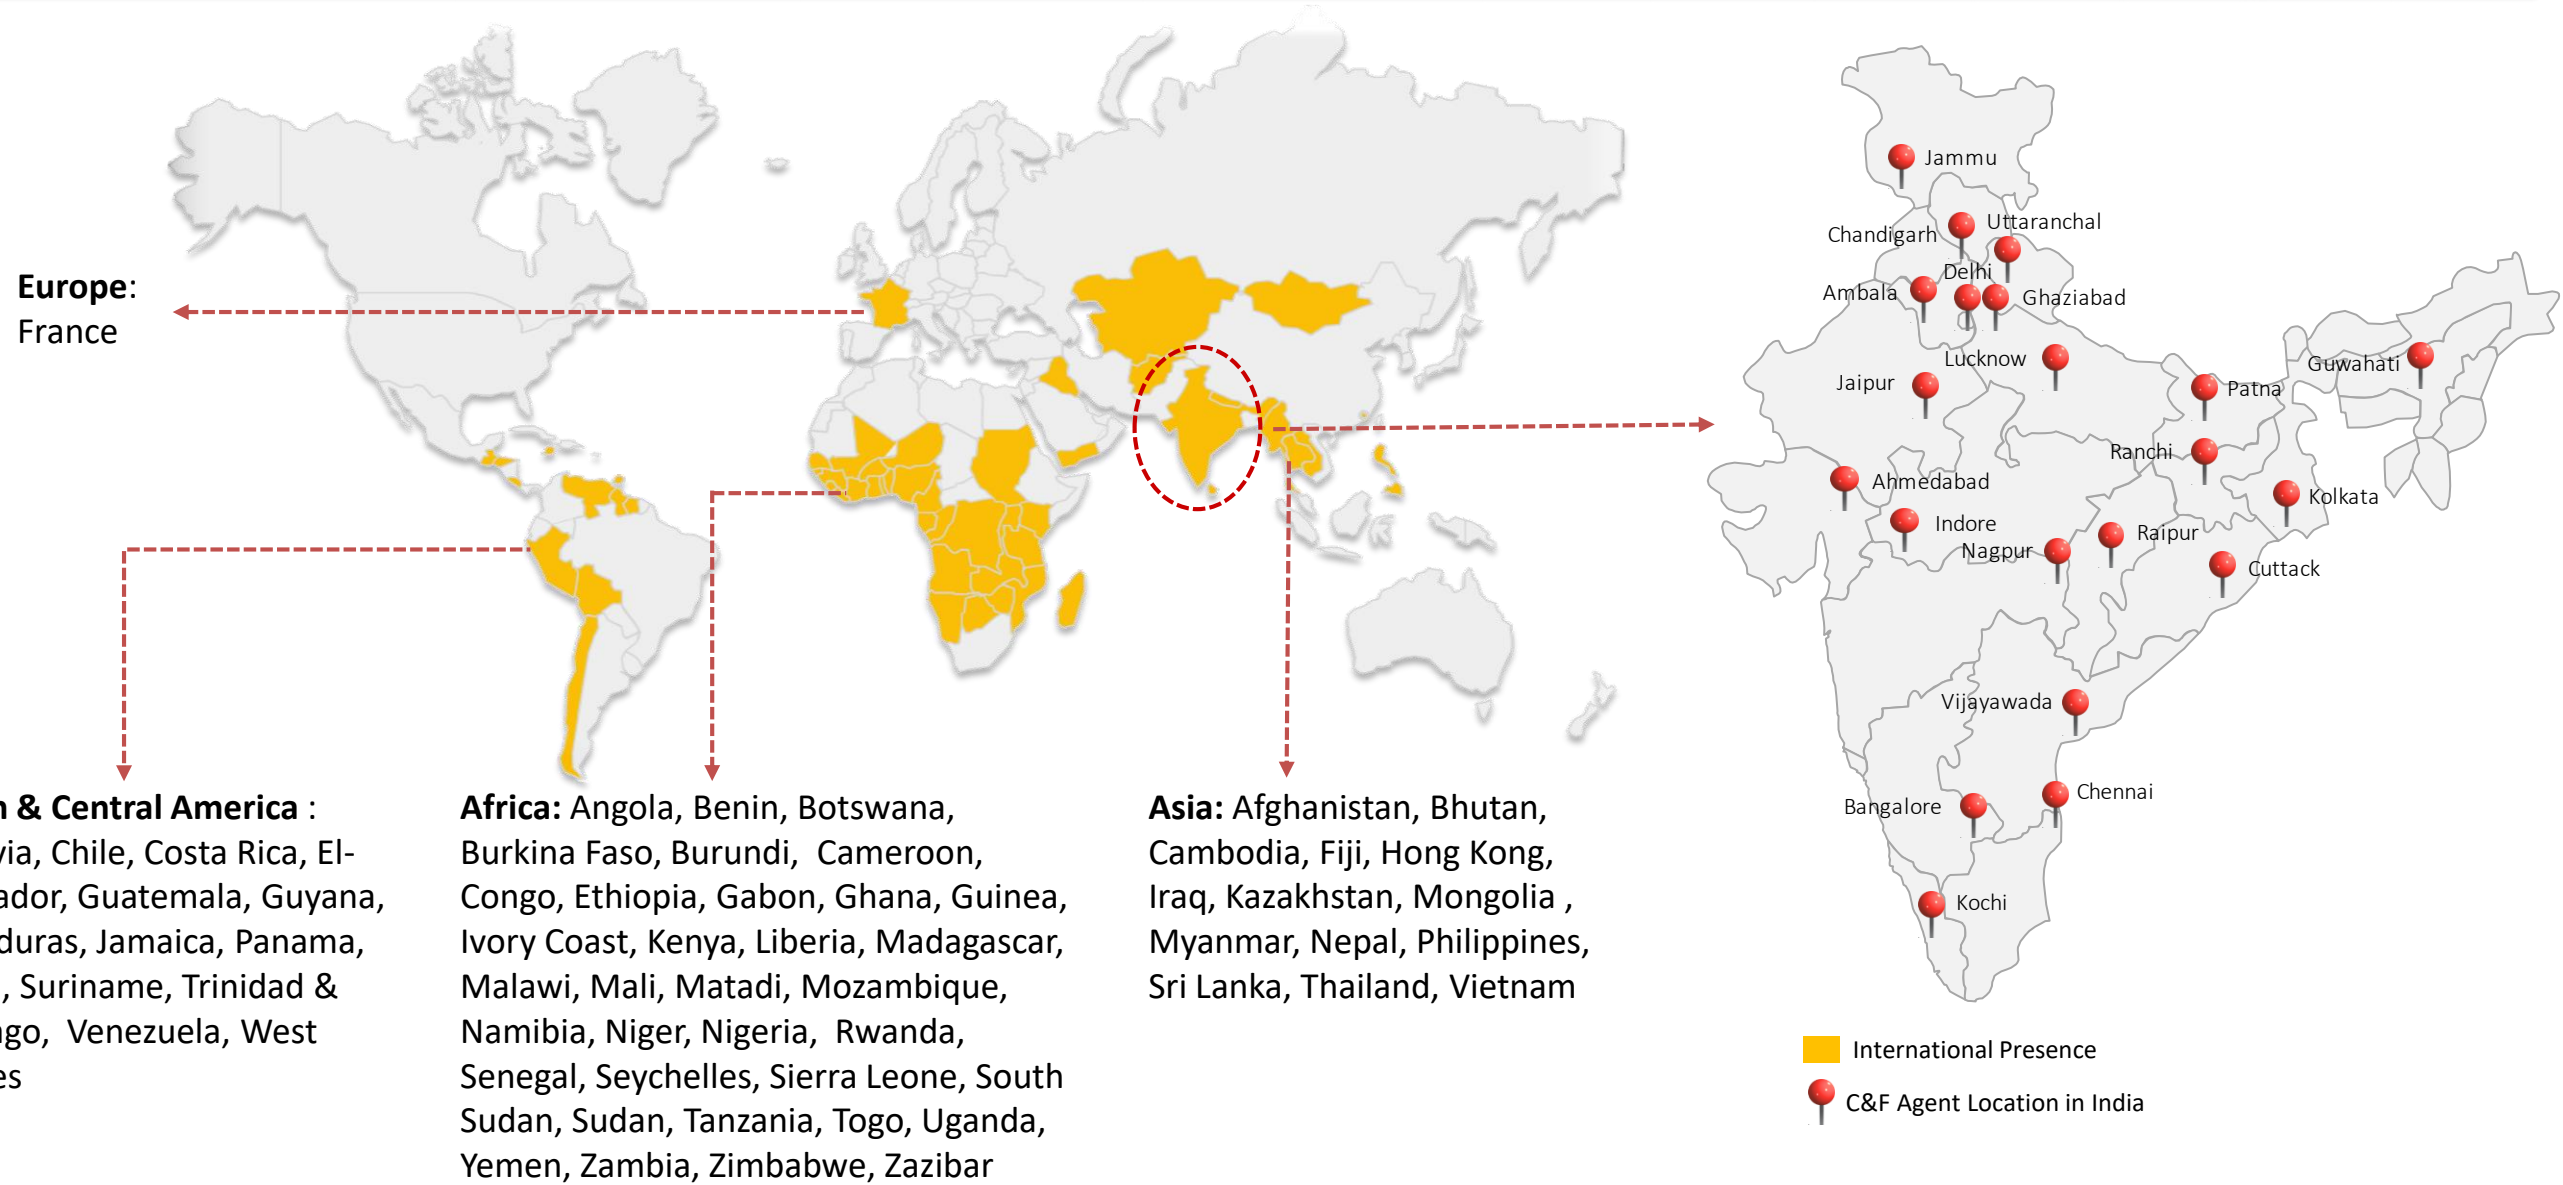 Europe:
France
& Central America :
Chile, Costa Rica, El-
Guatemala, Guyana,
Jamaica, Panama,
, Suriname, Trinidad &
Venezuela, West
Africa: Angola, Benin, Botswana,
Burkina Faso, Burundi, Cameroon,
Congo, Ethiopia, Gabon, Ghana, Guinea,
Ivory Coast, Kenya, Liberia, Madagascar,
Malawi, Mali, Matadi, Mozambique,
Namibia, Niger, Nigeria, Rwanda,
Senegal, Seychelles, Sierra Leone, South
Sudan, Sudan, Tanzania, Togo, Uganda,
Yemen, Zambia, Zimbabwe, Zazibar
Asia: Afghanistan, Bhutan,
Cambodia, Fiji, Hong Kong,
Iraq, Kazakhstan, Mongolia ,
Myanmar, Nepal, Philippines,
Sri Lanka, Thailand, Vietnam
Jammu
Uttaranchal
Chandigarh
Delhi
Ambala
Ghaziabad
Lucknow
Guwahati
Jaipur
Patna
Ranchi
Ahmedabad
Kolkata
Indore
Raipur
Nagpur
Cuttack
Vijayawada
Chennai
Bangalore
Kochi
International Presence
C&F Agent Location in India